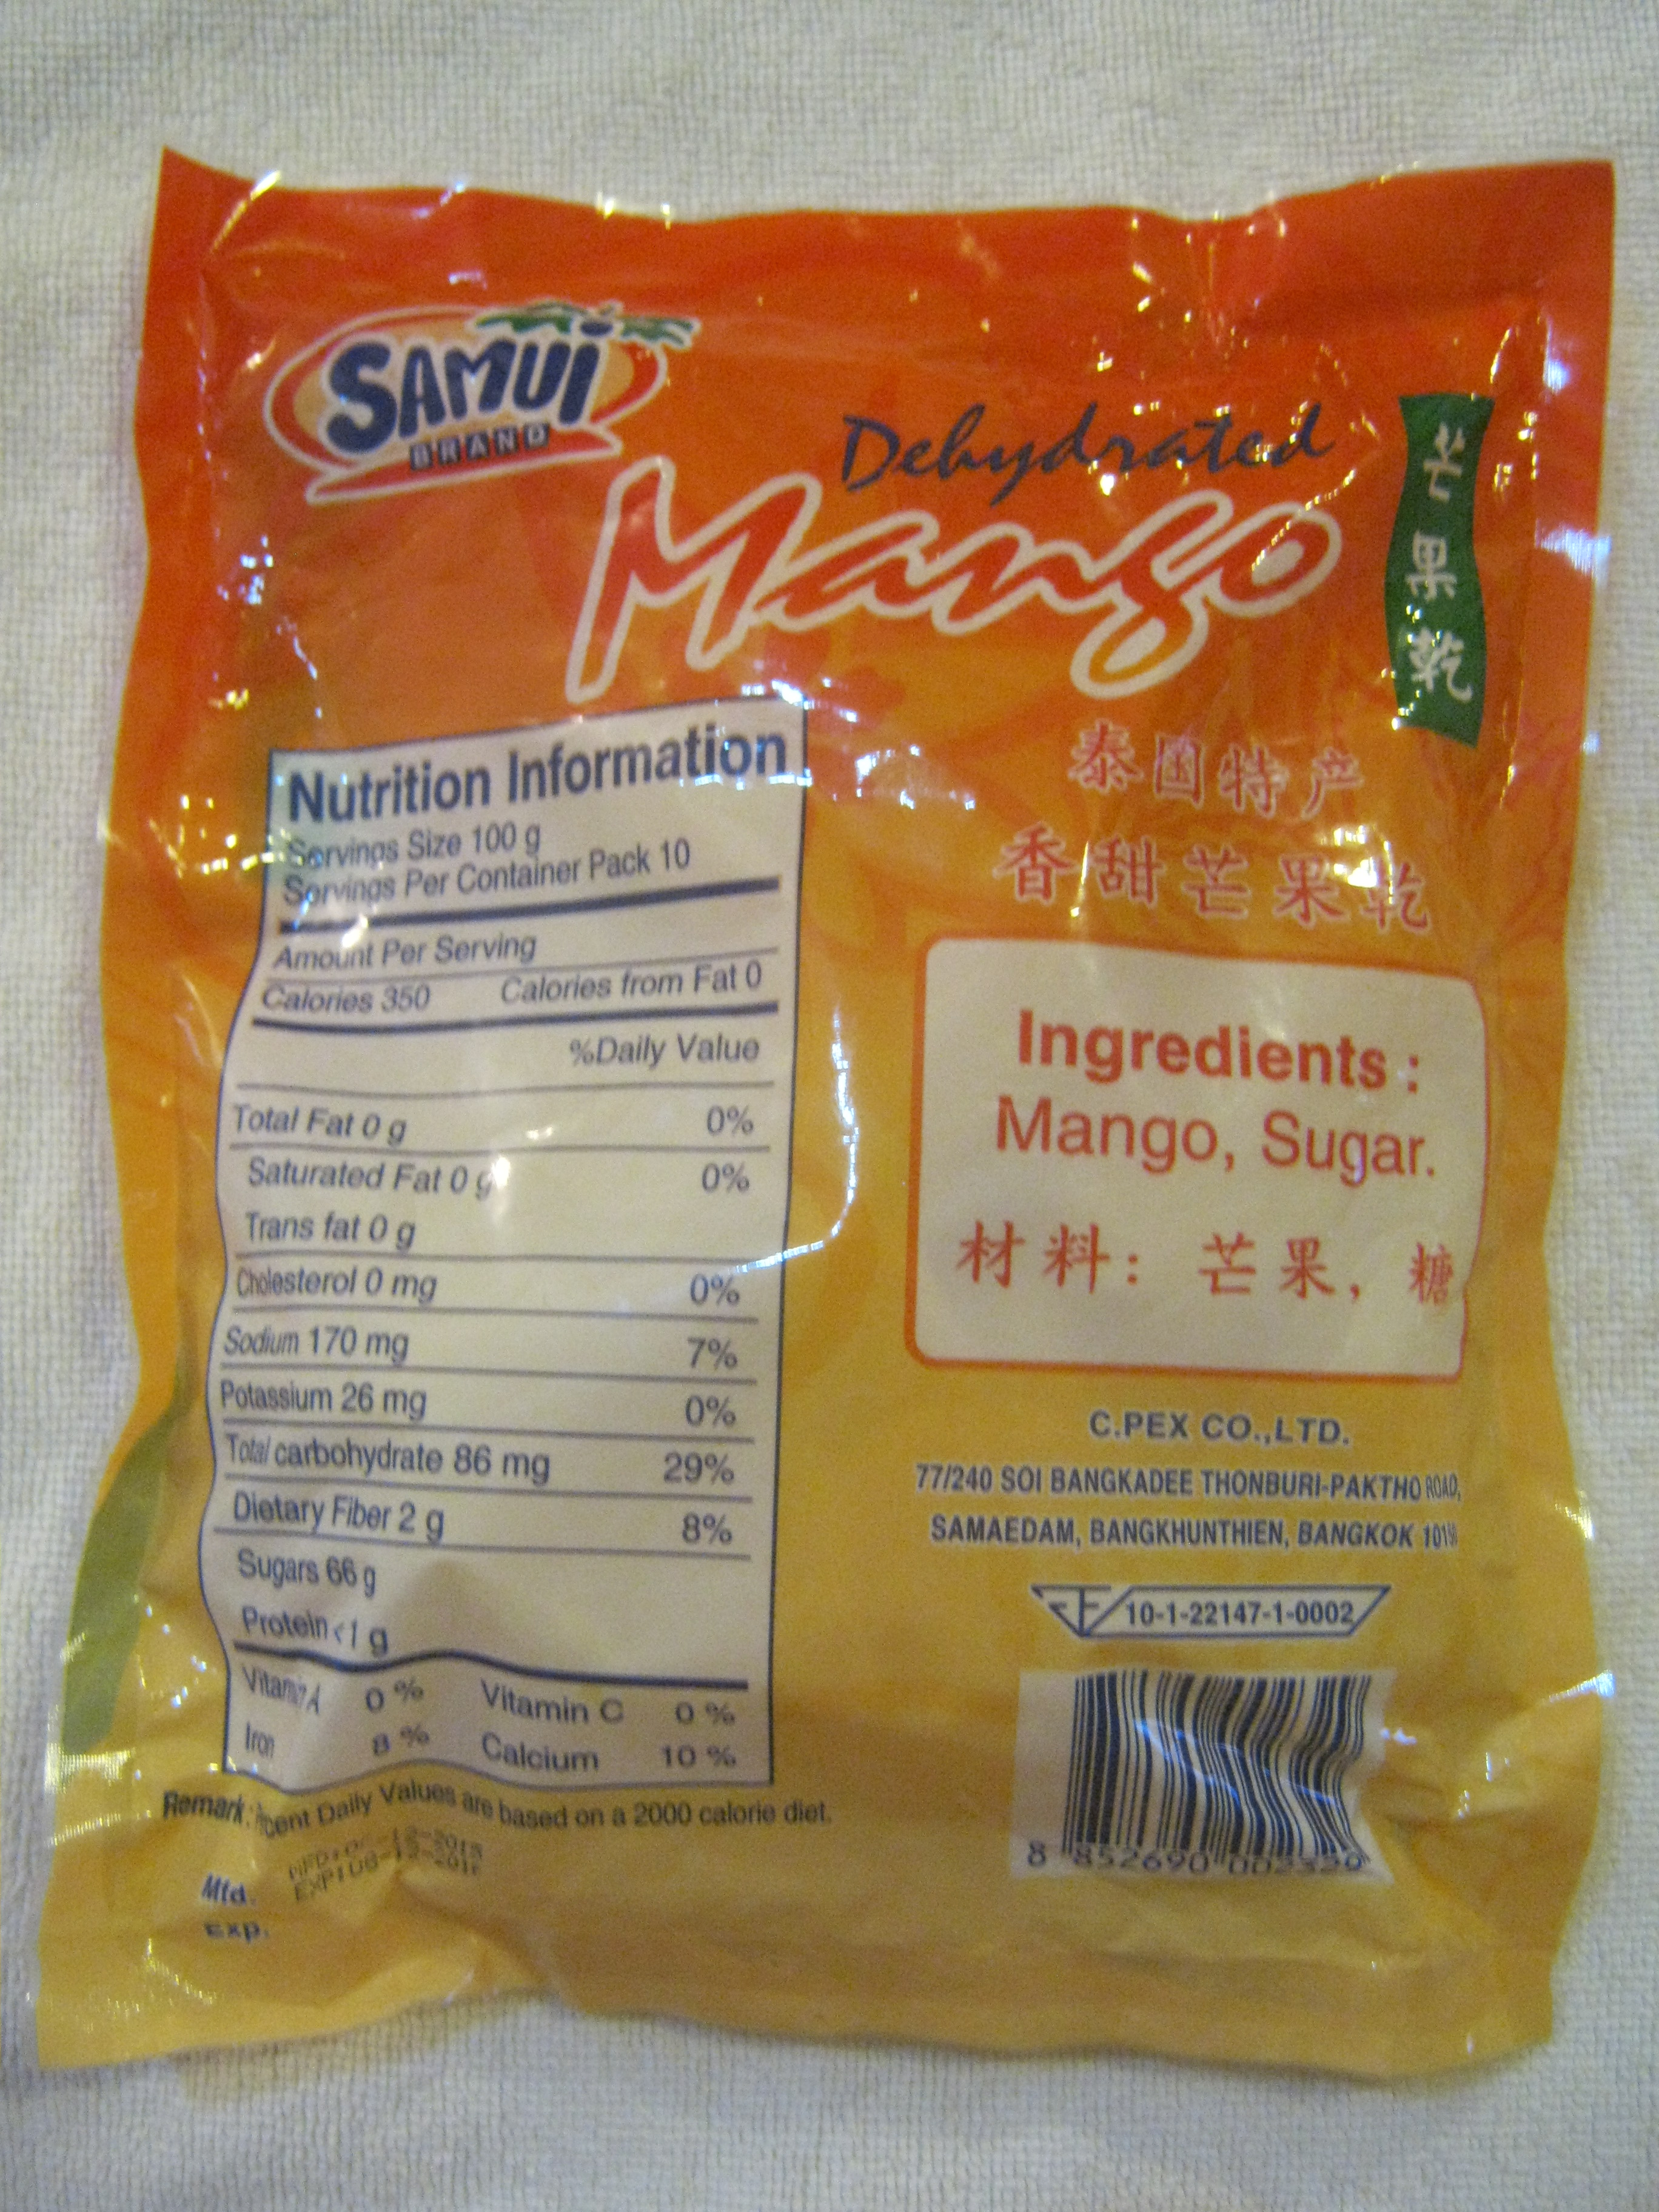 SAMUI
BRAND
Dehydrated
Mango
芒果乾
泰国特产
香甜芒果乾
Nutrition Information
Servings Size 100 g
Servings Per Container Pack 10
Amount Per Serving
Calories 350 Calories from Fat 0
%Daily Value
Total Fat 0 g 0%
Saturated Fat 0 g 0%
Trans fat 0 g
Cholesterol 0 mg 0%
Sodium 170 mg 7%
Potassium 26 mg 0%
Total carbohydrate 86 mg 29%
Dietary Fiber 2 g 8%
Sugars 66 g
Protein <1 g
Vitamin A 0 % Vitamin C 0 %
Iron 8 % Calcium 10 %
Remark: Percent Daily Values are based on a 2000 calorie diet.
Mfd.
Exp.
Ingredients :
Mango, Sugar.
材料: 芒果, 糖
C.PEX CO.,LTD.
77/240 SOI BANGKADEE THONBURI-PAKTHO ROAD,
SAMAEDAM, BANGKHUNTHIEN, BANGKOK
10-1-22147-1-0002
8 852690